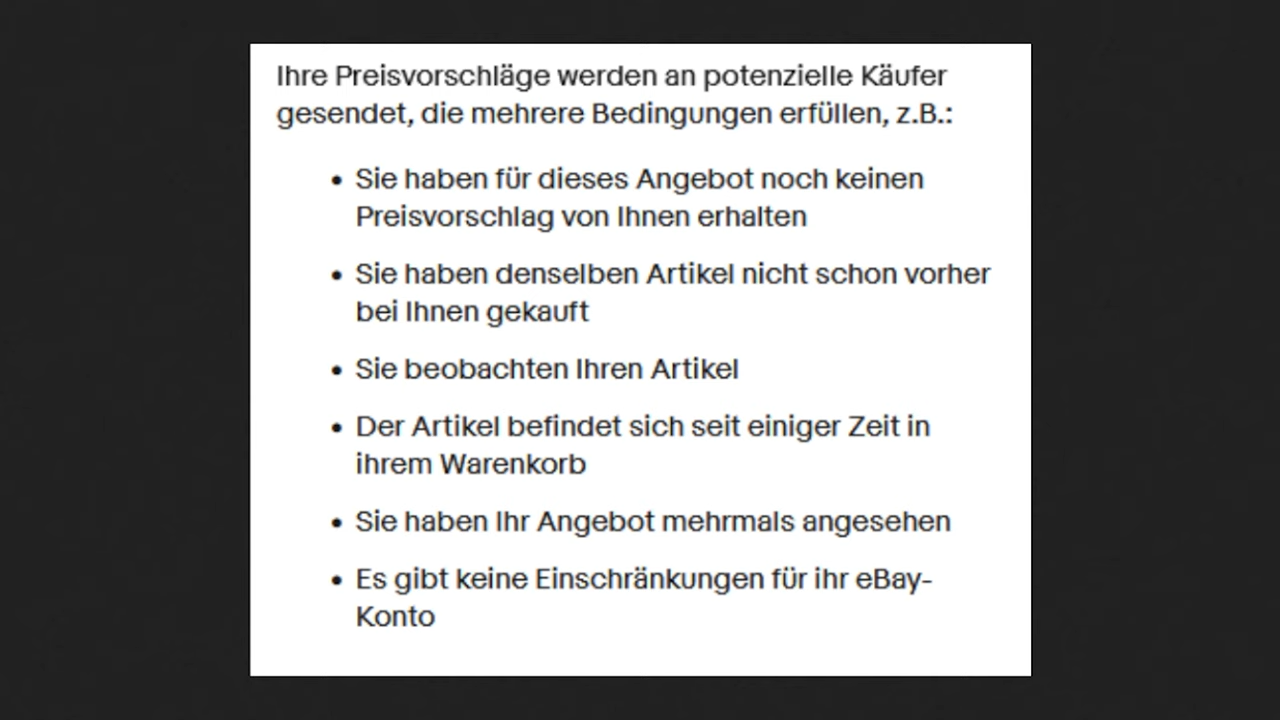 Ihre Preisvorschläge werden an potenzielle Käufer
gesendet, die mehrere Bedingungen erfüllen, z.B.:
• Sie haben für dieses Angebot noch keinen
Preisvorschlag von Ihnen erhalten
• Sie haben denselben Artikel nicht schon vorher
bei Ihnen gekauft
• Sie beobachten Ihren Artikel
• Der Artikel befindet sich seit einiger Zeit in
ihrem Warenkorb
• Sie haben Ihr Angebot mehrmals angesehen
• Es gibt keine Einschränkungen für ihr eBay-
Konto